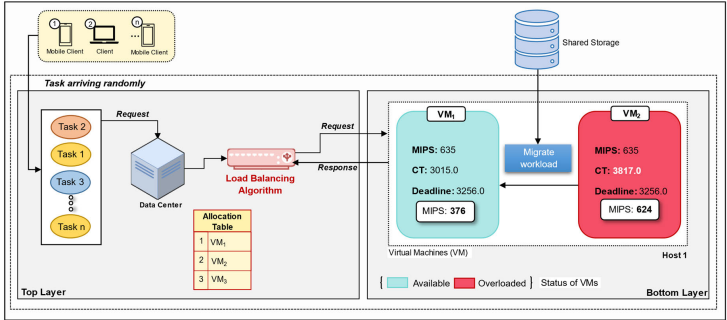 1
2
n
...
Mobile Client
Client
Mobile Client
Shared Storage
Task arriving randomly
Task 2
Task 1
Task 3
Task n
Request
Data Center
Load Balancing
Algorithm
Request
Response
Allocation
Table
1 VM1
2 VM2
3 VM3
Top Layer
VM1
MIPS: 635
CT: 3015.0
Deadline: 3256.0
MIPS: 376
Migrate
workload
VM2
MIPS: 635
CT: 3817.0
Deadline: 3256.0
MIPS: 624
Virtual Machines (VM)
Host 1
{ Available Overloaded } Status of VMs
Bottom Layer